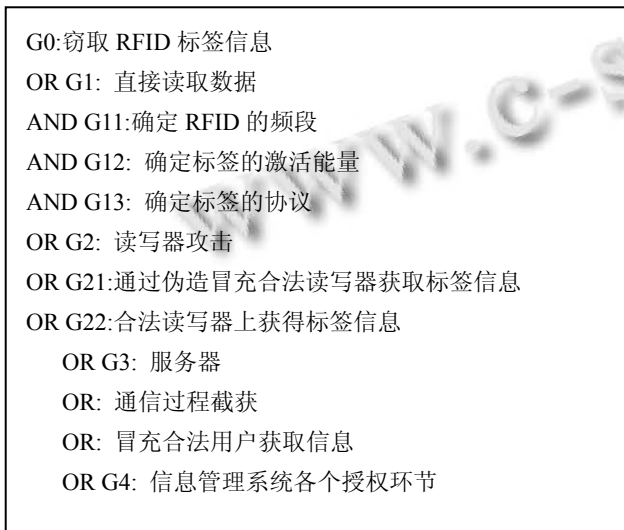 G0:窃取 RFID 标签信息
OR G1: 直接读取数据
AND G11:确定 RFID 的频段
AND G12: 确定标签的激活能量
AND G13: 确定标签的协议
OR G2: 读写器攻击
OR G21:通过伪造冒充合法读写器获取标签信息
OR G22:合法读写器上获得标签信息
OR G3: 服务器
OR: 通信过程截获
OR: 冒充合法用户获取信息
OR G4: 信息管理系统各个授权环节
www.c-s